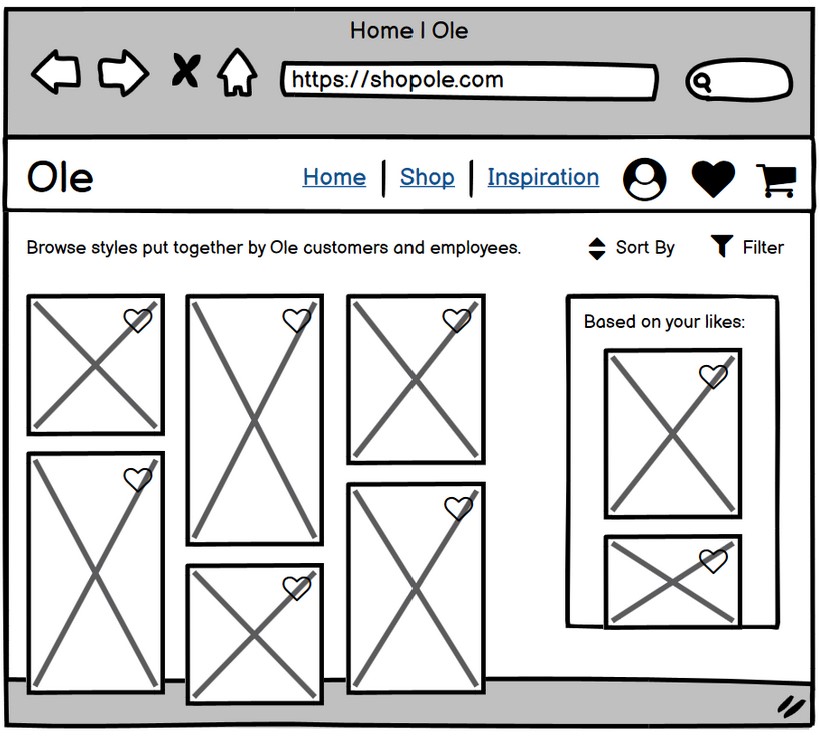 Home | Ole
https://shopole.com
Ole
Home | Shop | Inspiration
Browse styles put together by Ole customers and employees.
Sort By
Filter
Based on your likes: